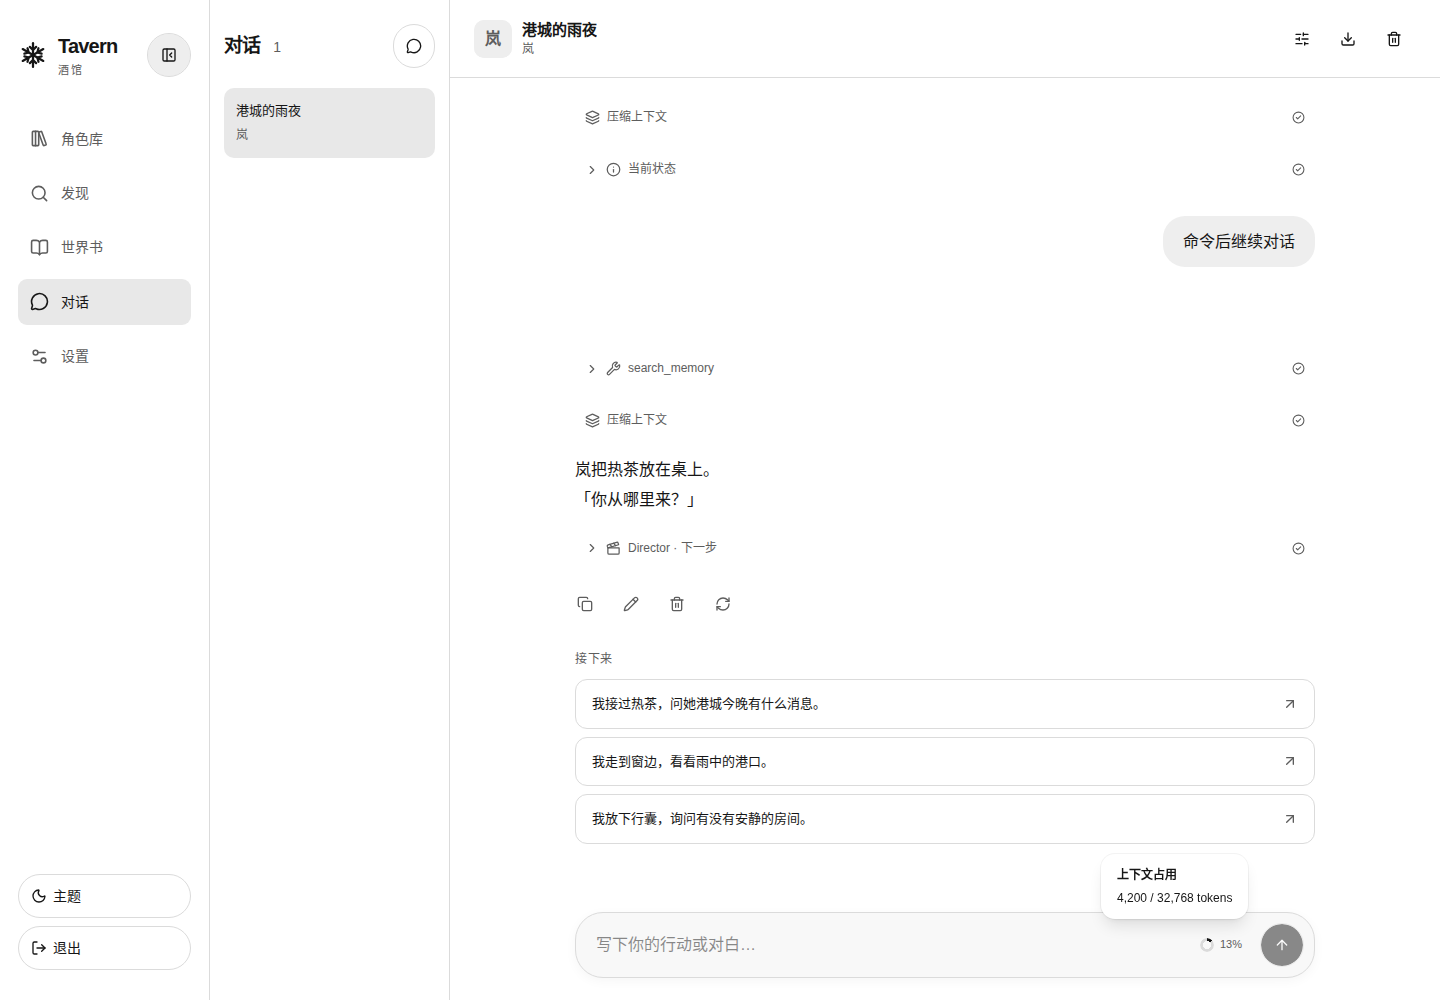 Tavern
酒馆
角色库
发现
世界书
对话
设置
主题
退出
对话 1
港城的雨夜
岚
岚
港城的雨夜
岚
压缩上下文
当前状态
命令后继续对话
search_memory
压缩上下文
岚把热茶放在桌上。
「你从哪里来？」
Director · 下一步
接下来
我接过热茶，问她港城今晚有什么消息。
我走到窗边，看看雨中的港口。
我放下行囊，询问有没有安静的房间。
上下文占用
4,200 / 32,768 tokens
写下你的行动或对白…
13%